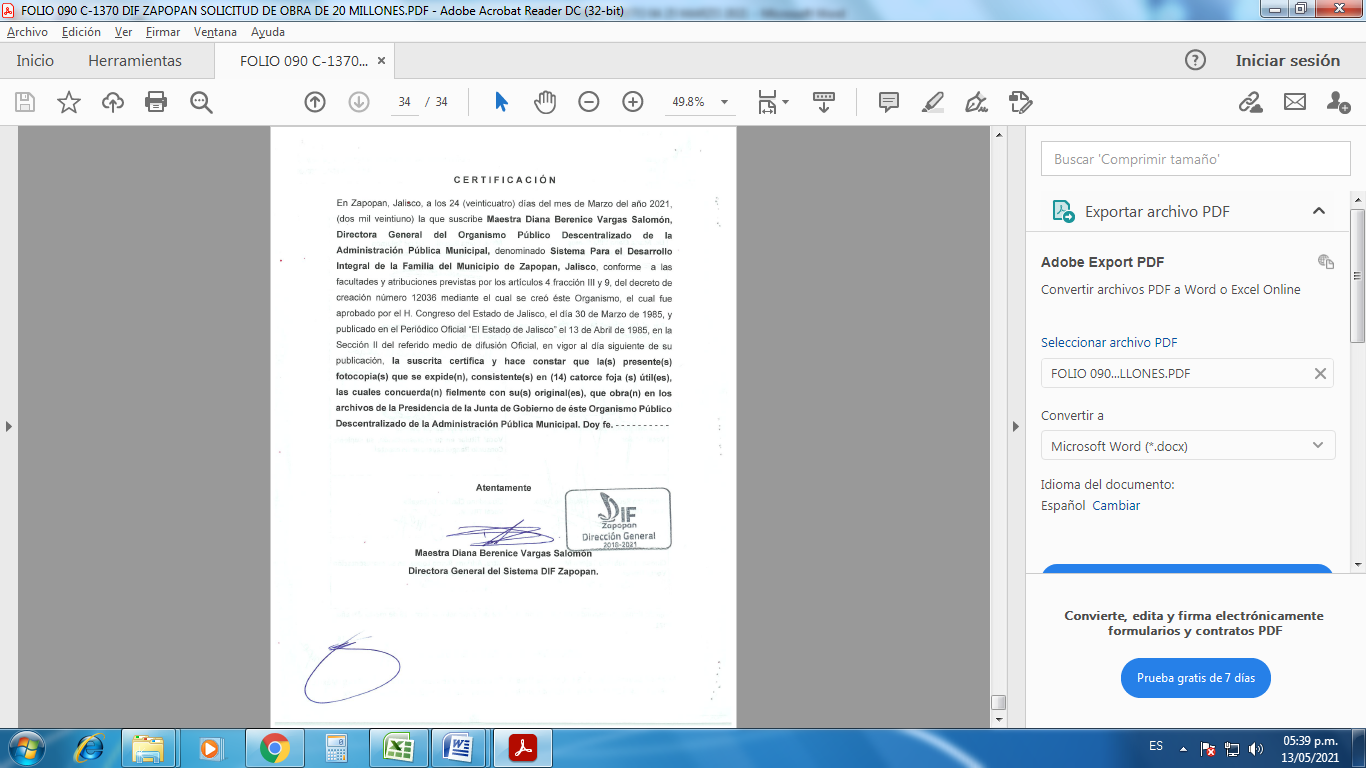 FOLIO 090 C-1370 DIF ZAPOPAN SOLICITUD DE OBRA DE 20 MILLONES.PDF - Adobe Acrobat Reader DC (32-bit)
Archivo Edición Ver Firmar Ventana Ayuda
Inicio Herramientas FOLIO 090 C-1370... × Iniciar sesión
34 / 34 49.8%
CERTIFICACIÓN
En Zapopan, Jalisco, a los 24 (veinticuatro) días del mes de Marzo del año 2021,
(dos mil veintiuno) la que suscribe Maestra Diana Berenice Vargas Salomón,
Directora General del Organismo Público Descentralizado de la
Administración Pública Municipal, denominado Sistema Para el Desarrollo
Integral de la Familia del Municipio de Zapopan, Jalisco, conforme a las
facultades y atribuciones previstas por los artículos 4 fracción III y 9, del decreto de
creación número 12036 mediante el cual se creó éste Organismo, el cual fue
aprobado por el H. Congreso del Estado de Jalisco, el día 30 de Marzo de 1985, y
publicado en el Periódico Oficial "El Estado de Jalisco" el 13 de Abril de 1985, en la
Sección II del referido medio de difusión Oficial, en vigor al día siguiente de su
publicación, la suscrita certifica y hace constar que la(s) presente(s)
fotocopia(s) que se expide(n), consistente(s) en (14) catorce foja (s) útil(es),
las cuales concuerda(n) fielmente con su(s) original(es), que obra(n) en los
archivos de la Presidencia de la Junta de Gobierno de éste Organismo Público
Descentralizado de la Administración Pública Municipal. Doy fe. - - - - - - - - - -
Atentamente
DIF
Zapopan
Dirección General
2018-2021
Maestra Diana Berenice Vargas Salomón
Directora General del Sistema DIF Zapopan.
Buscar 'Comprimir tamaño'
Exportar archivo PDF
Adobe Export PDF
Convertir archivos PDF a Word o Excel Online
Seleccionar archivo PDF
FOLIO 090...LLONES.PDF
Convertir a
Microsoft Word (*.docx)
Idioma del documento:
Español Cambiar
Convierte, edita y firma electrónicamente
formularios y contratos PDF
Prueba gratis de 7 días
ES 05:39 p.m.
13/05/2021